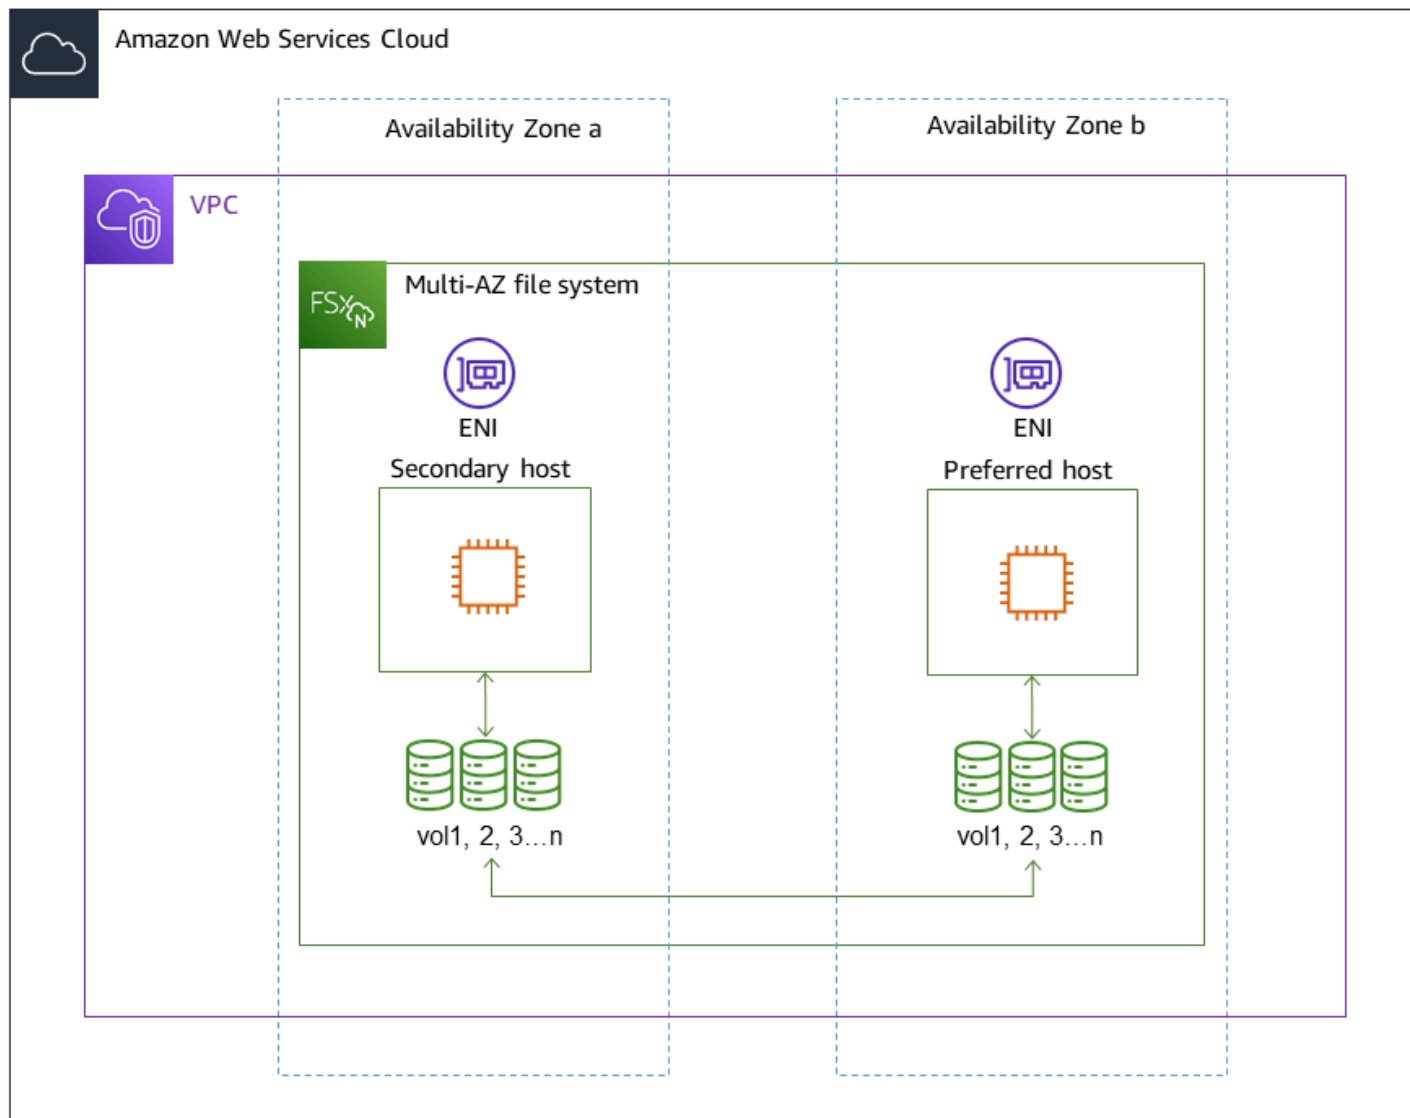 Amazon Web Services Cloud
Availability Zone a
Availability Zone b
VPC
FSx
N
Multi-AZ file system
ENI
ENI
Secondary host
Preferred host
vol1, 2, 3...n
vol1, 2, 3...n